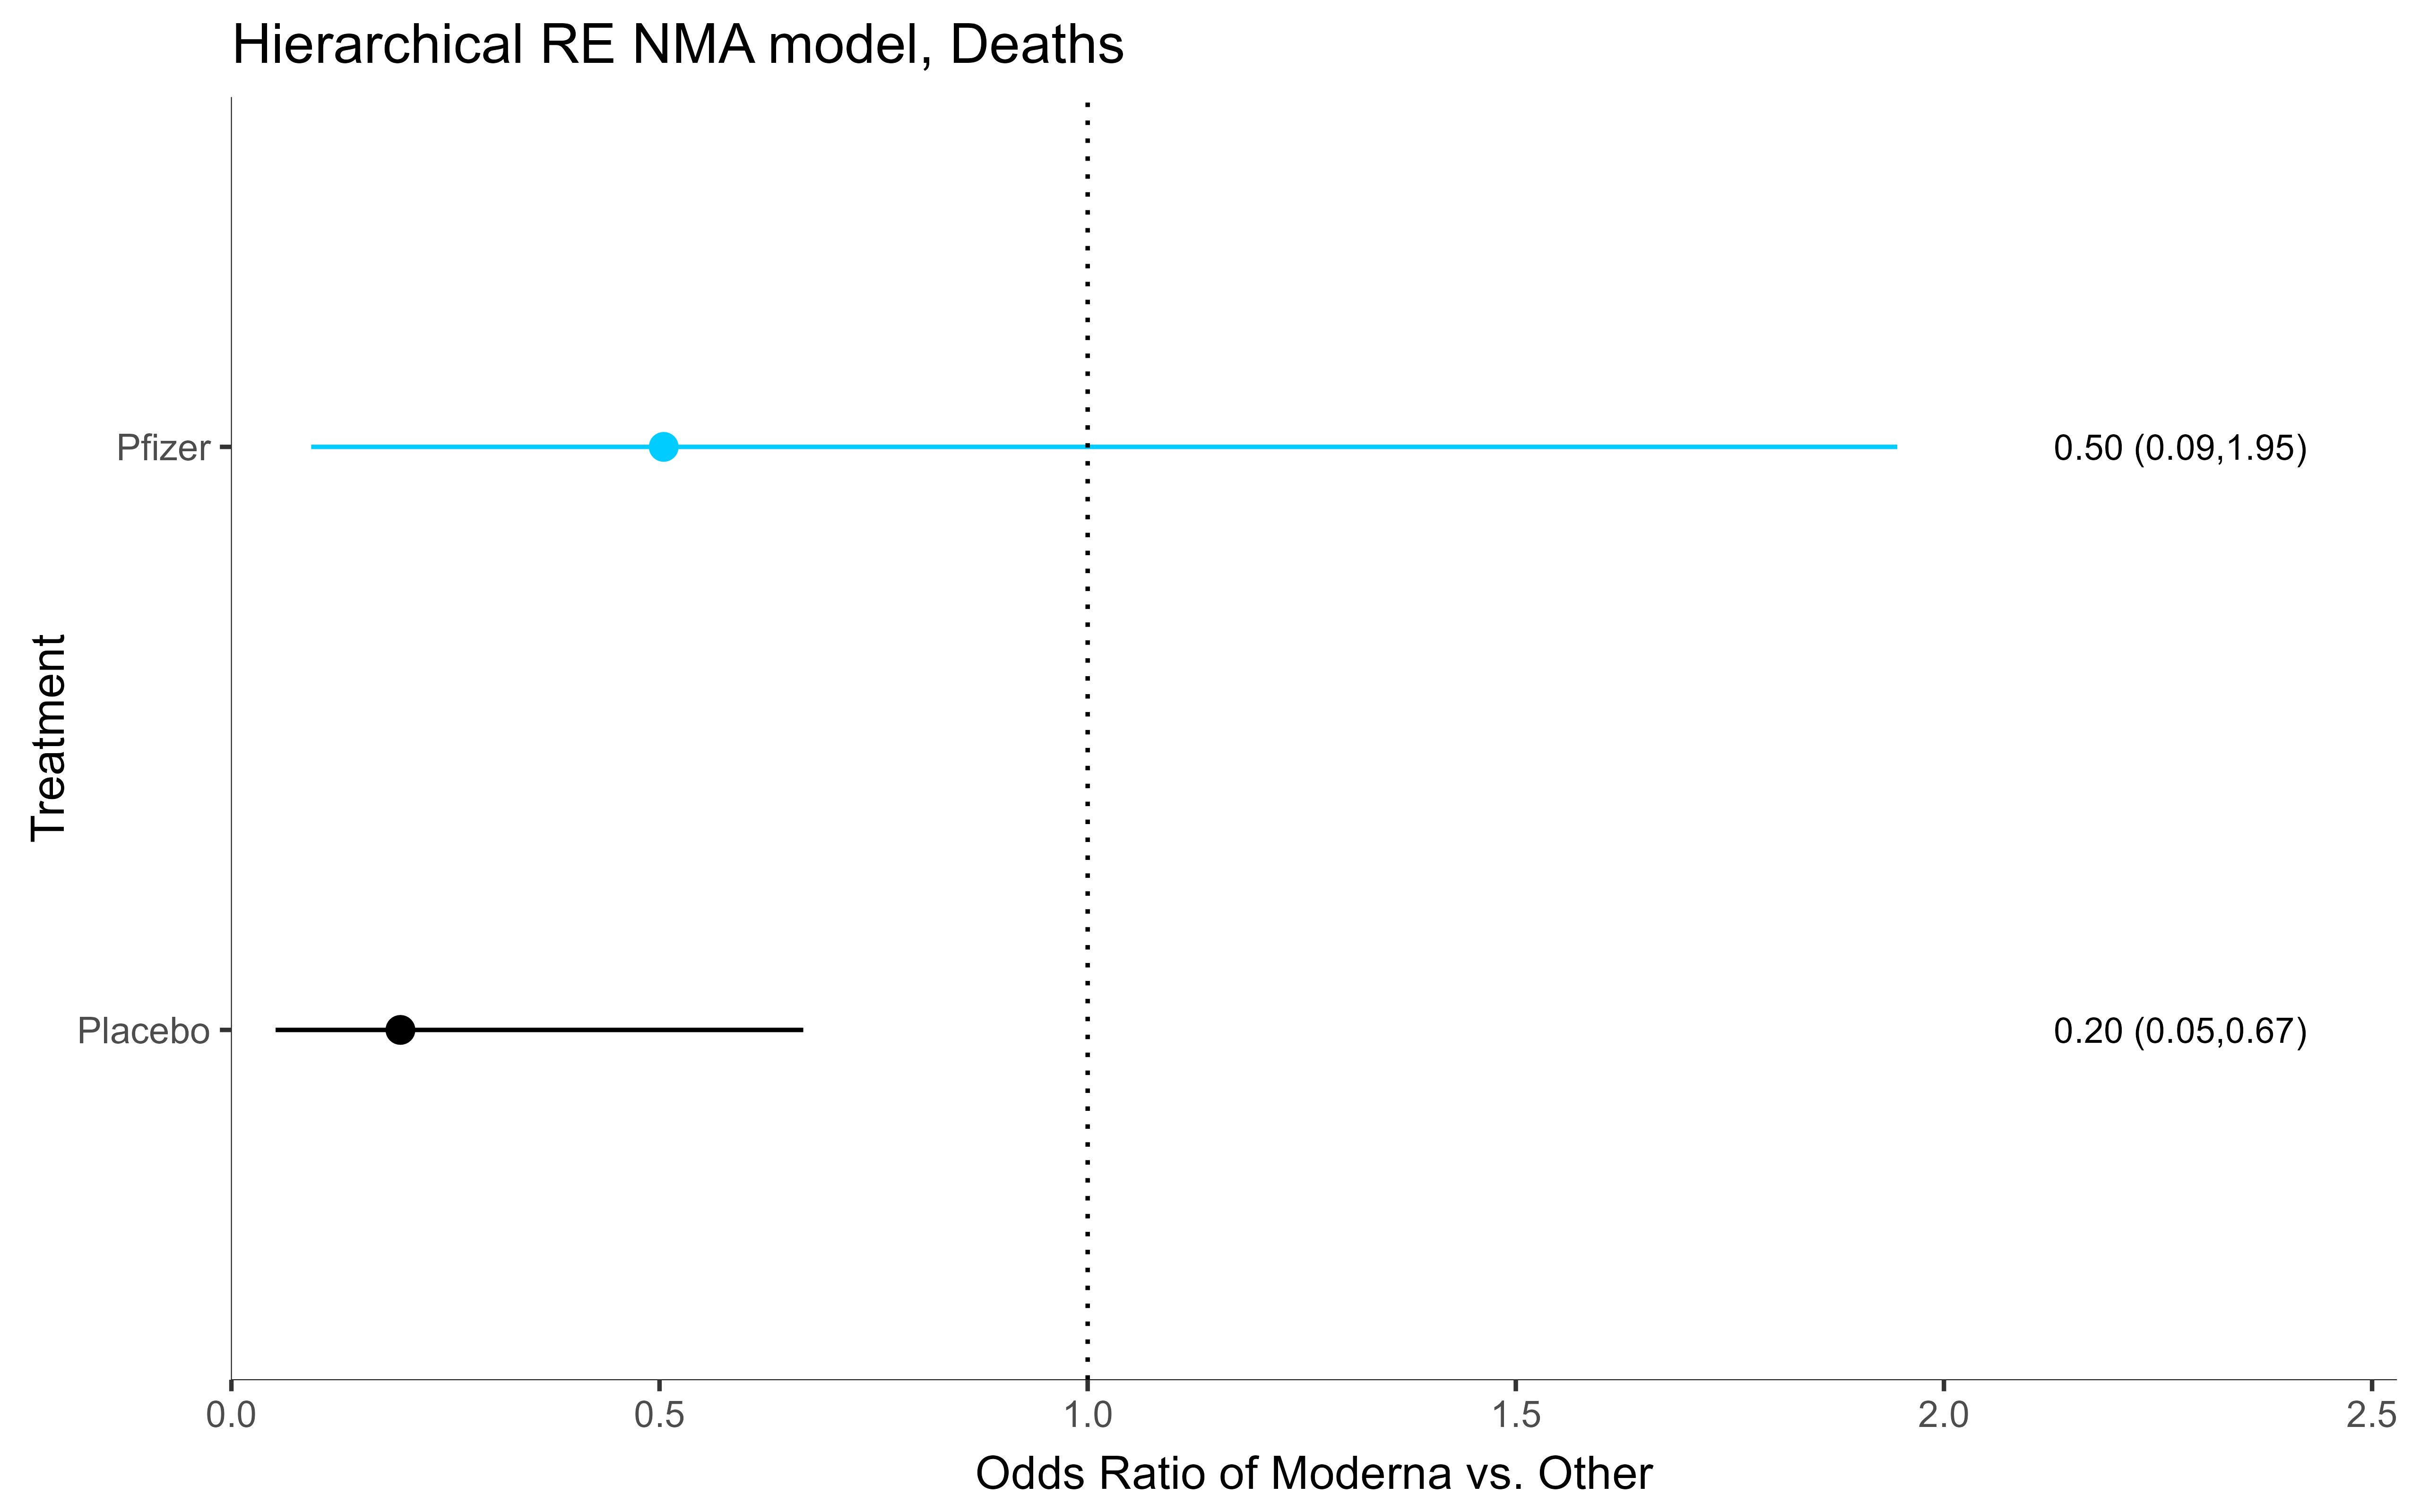 Hierarchical RE NMA model, Deaths
Treatment
Pfizer
0.50 (0.09,1.95)
Placebo
0.20 (0.05,0.67)
0.0 0.5 1.0 1.5 2.0 2.5
Odds Ratio of Moderna vs. Other